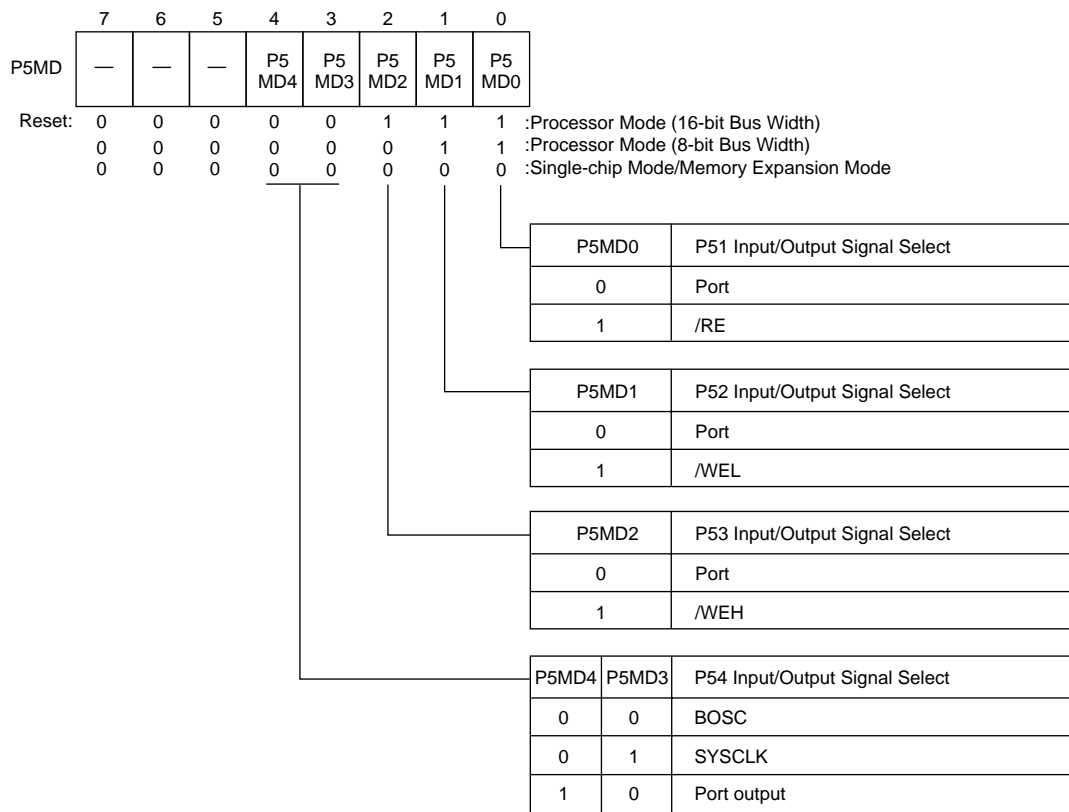 7 6 5 4 3 2 1 0
P5MD — — — P5 MD4 P5 MD3 P5 MD2 P5 MD1 P5 MD0
Reset: 0 0 0 0 0 1 1 1 :Processor Mode (16-bit Bus Width)
0 0 0 0 0 0 1 1 :Processor Mode (8-bit Bus Width)
0 0 0 0 0 0 0 0 :Single-chip Mode/Memory Expansion Mode
P5MD0 P51 Input/Output Signal Select
0 Port
1 /RE
P5MD1 P52 Input/Output Signal Select
0 Port
1 /WEL
P5MD2 P53 Input/Output Signal Select
0 Port
1 /WEH
P5MD4 P5MD3 P54 Input/Output Signal Select
0 0 BOSC
0 1 SYSCLK
1 0 Port output